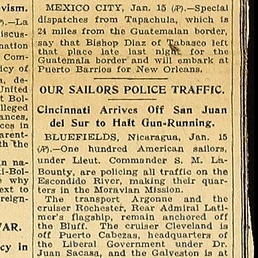 MEXICO CITY, Jan. 15 (AP).—Special
dispatches from Tapachula, which is
24 miles from the Guatemalan border,
say that Bishop Diaz of Tabasco left
that place late last night for the
Guatemala border and will embark at
Puerto Barrios for New Orleans.
OUR SAILORS POLICE TRAFFIC.
Cincinnati Arrives Off San Juan
del Sur to Halt Gun-Running.
BLUEFIELDS, Nicaragua, Jan. 15
(AP).—One hundred American sailors,
under Lieut. Commander S. M. La-
Bounty, are policing all traffic on the
Escondido River, making their quar-
ters in the Moravian Mission.
The transport Argonne and the
cruiser Rochester, Rear Admiral Lati-
mer's flagship, remain anchored off
the Bluff. The cruiser Cleveland is
off Puerto Cabezas, headquarters of
the Liberal Government under Dr.
Juan Sacasa, and the Galveston is at